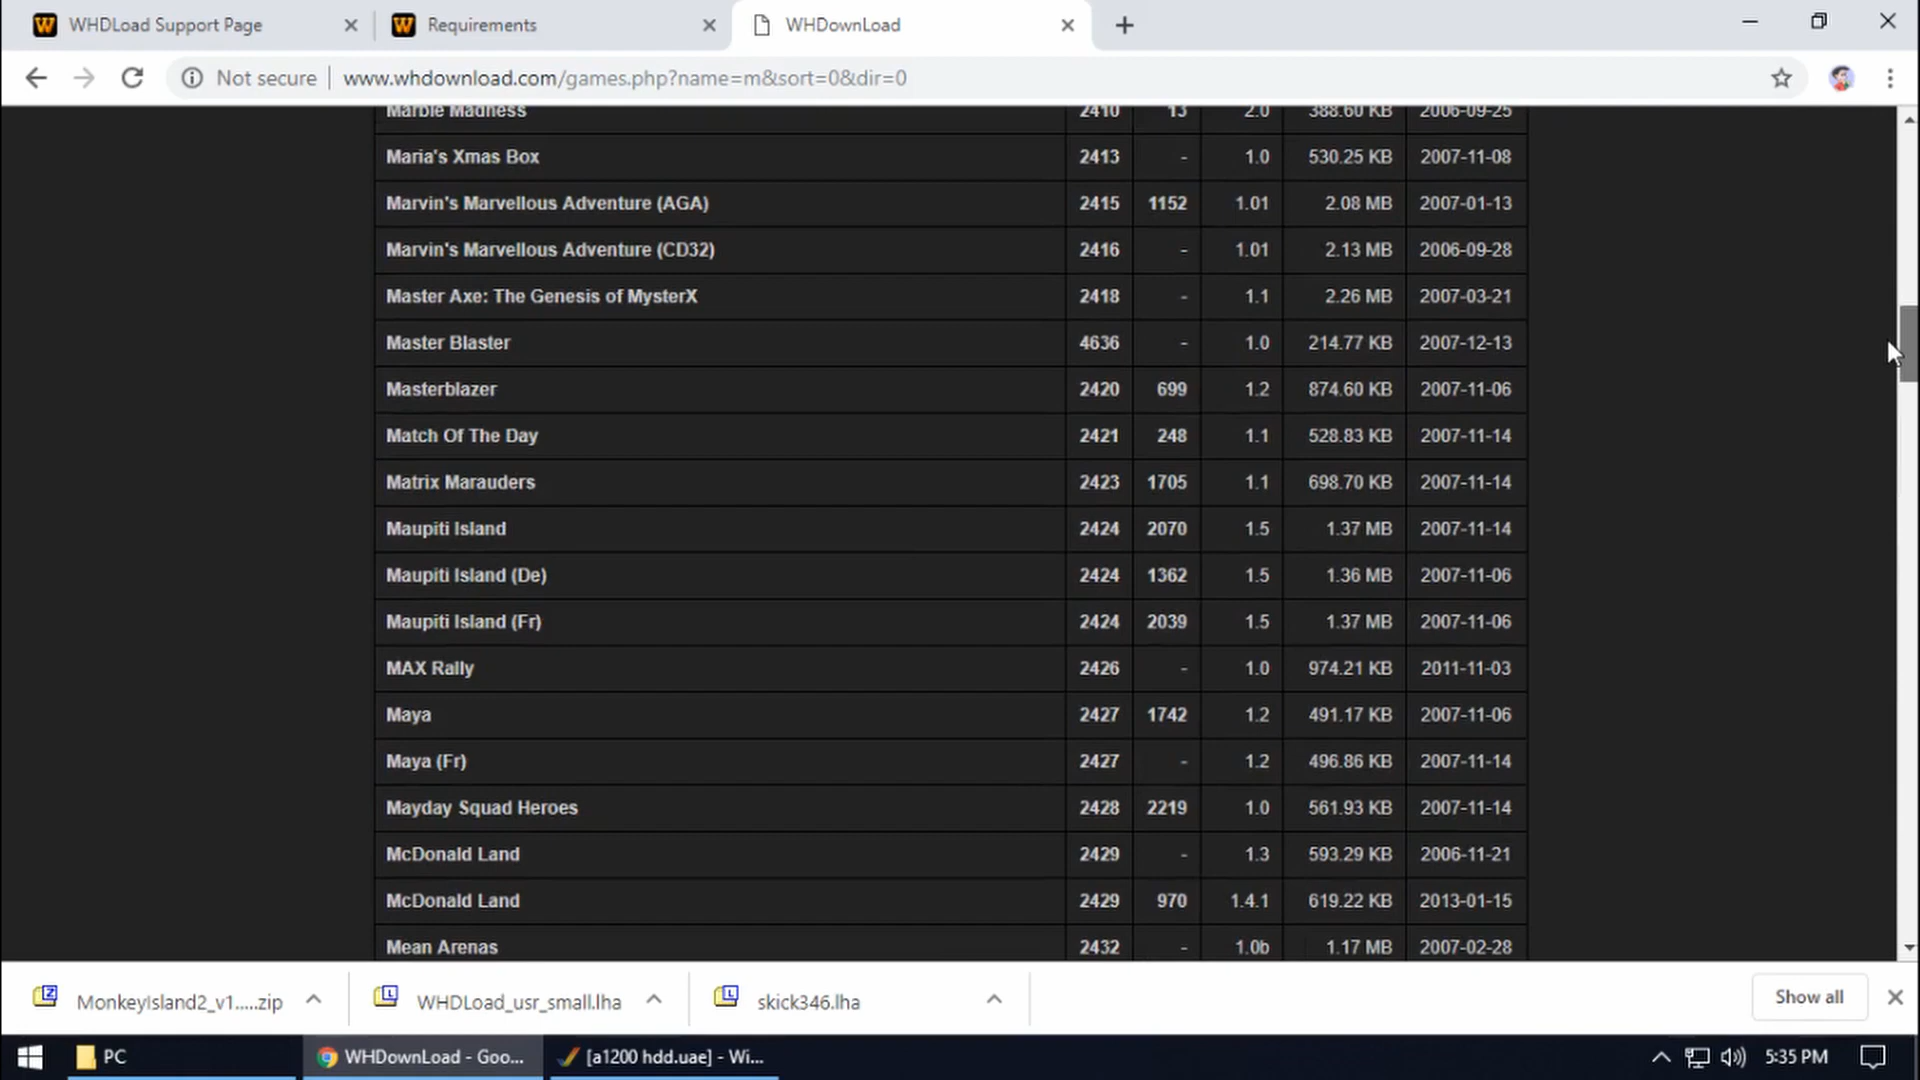 WHDLoad Support Page
Requirements
WHDownLoad
Not secure www.whdownload.com/games.php?name=m&sort=0&dir=0
Marble Madness 2410 13 2.0 388.60 KB 2006-09-25
Maria's Xmas Box 2413 - 1.0 530.25 KB 2007-11-08
Marvin's Marvellous Adventure (AGA) 2415 1152 1.01 2.08 MB 2007-01-13
Marvin's Marvellous Adventure (CD32) 2416 - 1.01 2.13 MB 2006-09-28
Master Axe: The Genesis of MysterX 2418 - 1.1 2.26 MB 2007-03-21
Master Blaster 4636 - 1.0 214.77 KB 2007-12-13
Masterblazer 2420 699 1.2 874.60 KB 2007-11-06
Match Of The Day 2421 248 1.1 528.83 KB 2007-11-14
Matrix Marauders 2423 1705 1.1 698.70 KB 2007-11-14
Maupiti Island 2424 2070 1.5 1.37 MB 2007-11-14
Maupiti Island (De) 2424 1362 1.5 1.36 MB 2007-11-06
Maupiti Island (Fr) 2424 2039 1.5 1.37 MB 2007-11-06
MAX Rally 2426 - 1.0 974.21 KB 2011-11-03
Maya 2427 1742 1.2 491.17 KB 2007-11-06
Maya (Fr) 2427 - 1.2 496.86 KB 2007-11-14
Mayday Squad Heroes 2428 2219 1.0 561.93 KB 2007-11-14
McDonald Land 2429 - 1.3 593.29 KB 2006-11-21
McDonald Land 2429 970 1.4.1 619.22 KB 2013-01-15
Mean Arenas 2432 - 1.0b 1.17 MB 2007-02-28
MonkeyIsland2_v1.....zip
WHDLoad_usr_small.lha
skick346.lha
Show all
PC
WHDownLoad - Goo...
[a1200 hdd.uae] - Wi...
5:35 PM